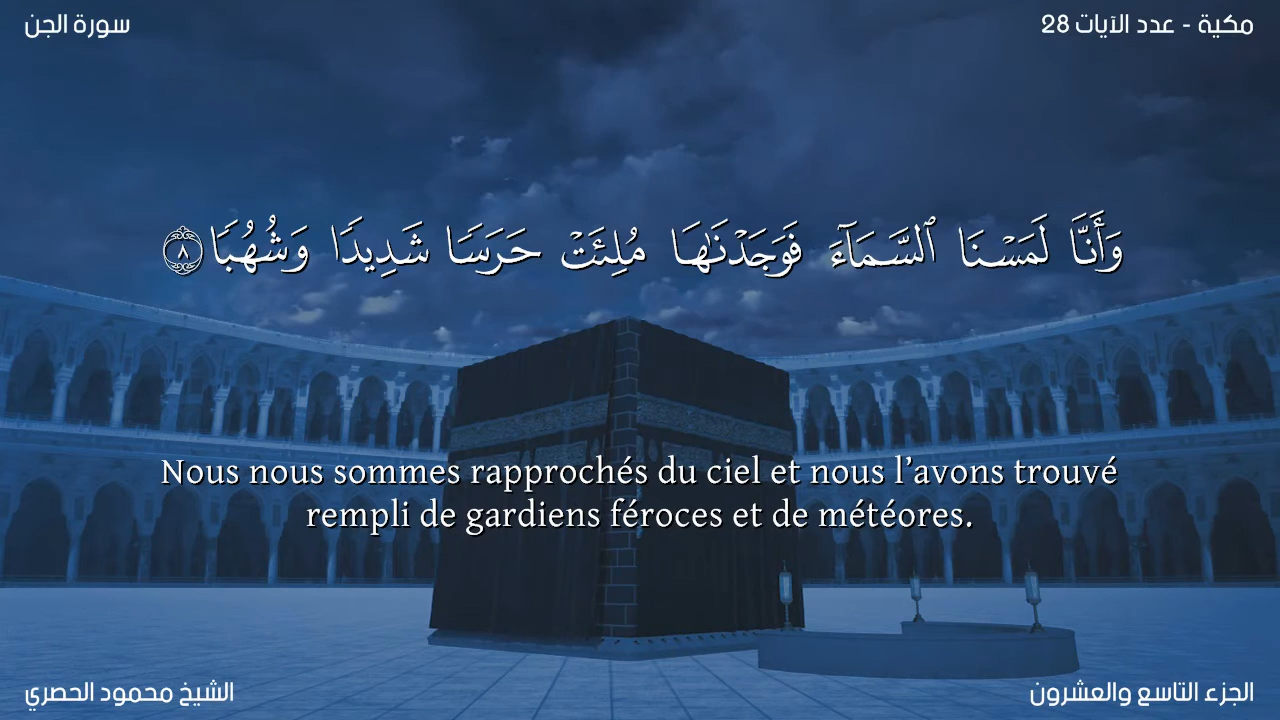 سورة الجن
مكية - عدد الآيات 28
وَأَنَّا لَمَسْنَا ٱلسَّمَآءَ فَوَجَدْنَٰهَا مُلِئَتْ حَرَسًا شَدِيدًا وَشُهُبًا ٨
Nous nous sommes rapprochés du ciel et nous l’avons trouvé
rempli de gardiens féroces et de météores.
الشيخ محمود الحصري
الجزء التاسع والعشرون